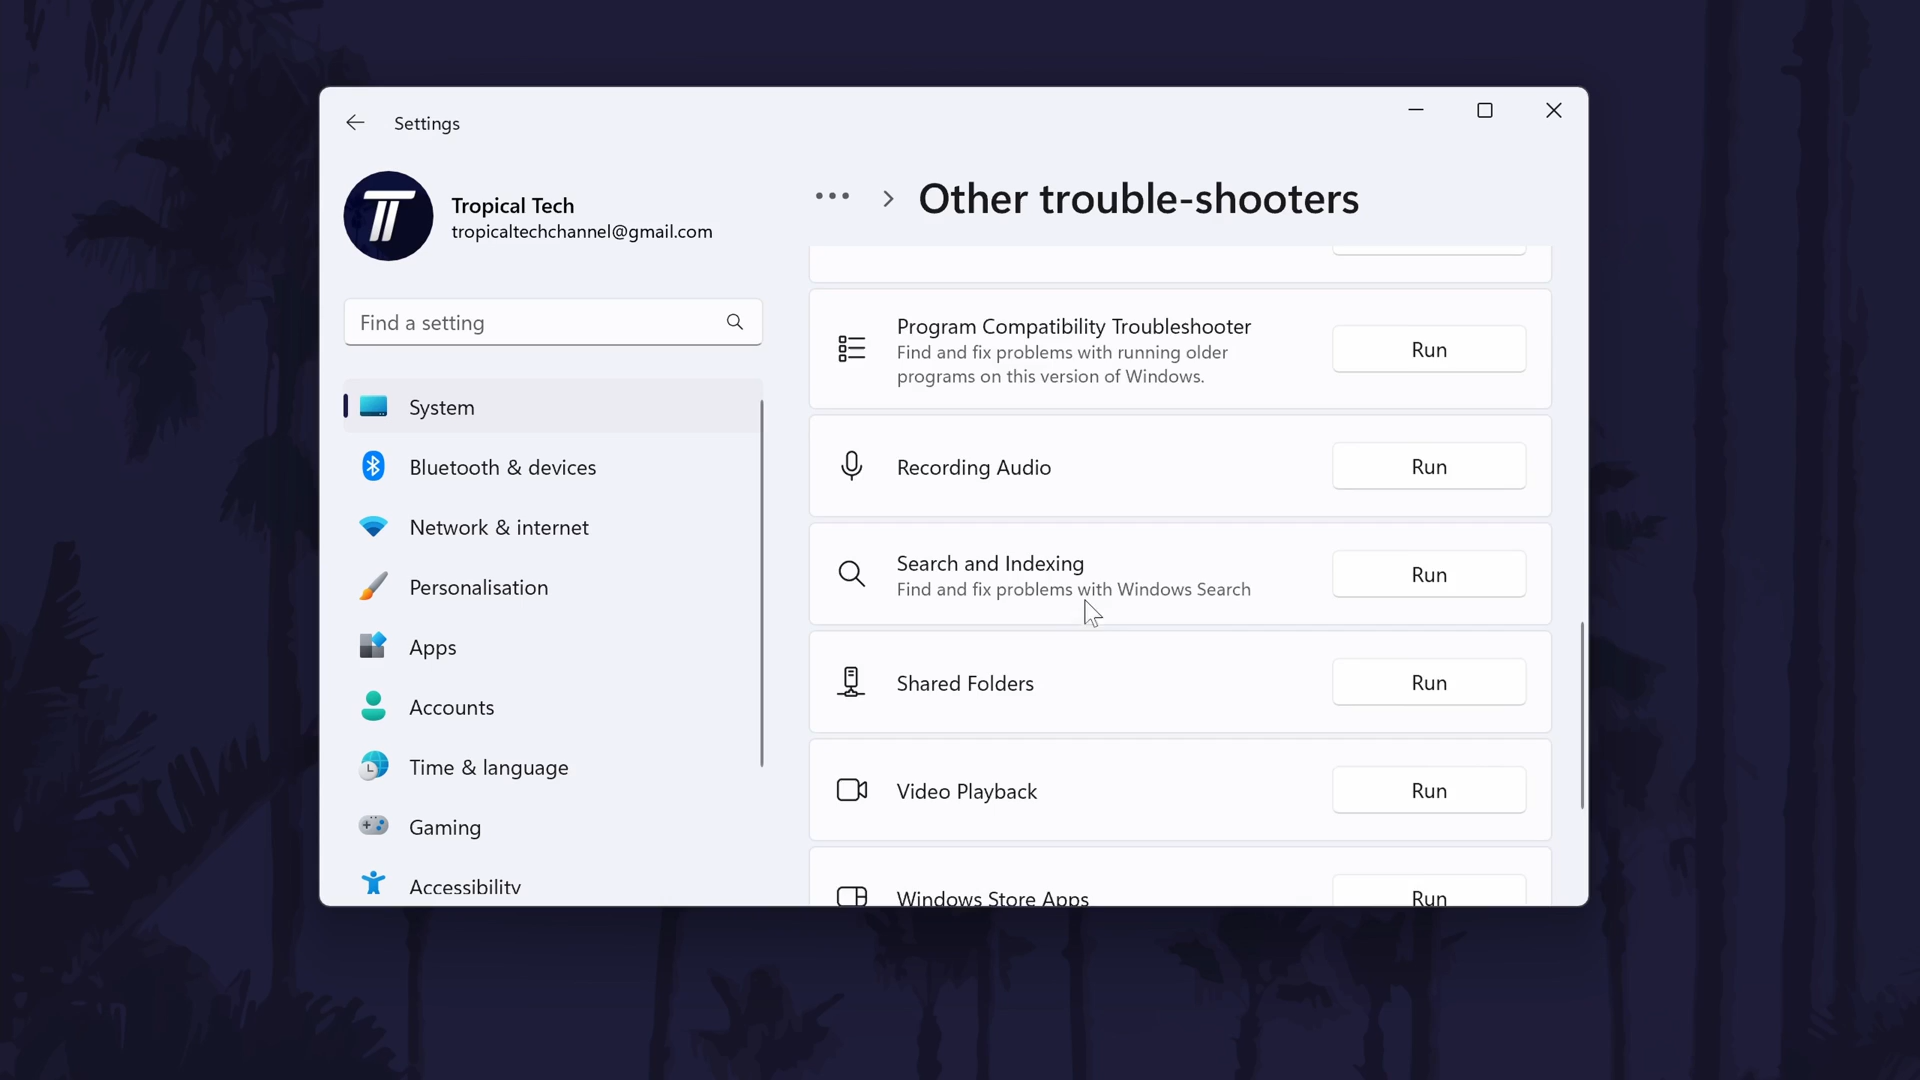 Settings
Tropical Tech
tropicaltechchannel@gmail.com
Find a setting
System
Bluetooth & devices
Network & internet
Personalisation
Apps
Accounts
Time & language
Gaming
Accessibility
Other trouble-shooters
Program Compatibility Troubleshooter
Find and fix problems with running older
programs on this version of Windows.
Run
Recording Audio
Run
Search and Indexing
Find and fix problems with Windows Search
Run
Shared Folders
Run
Video Playback
Run
Windows Store Apps
Run